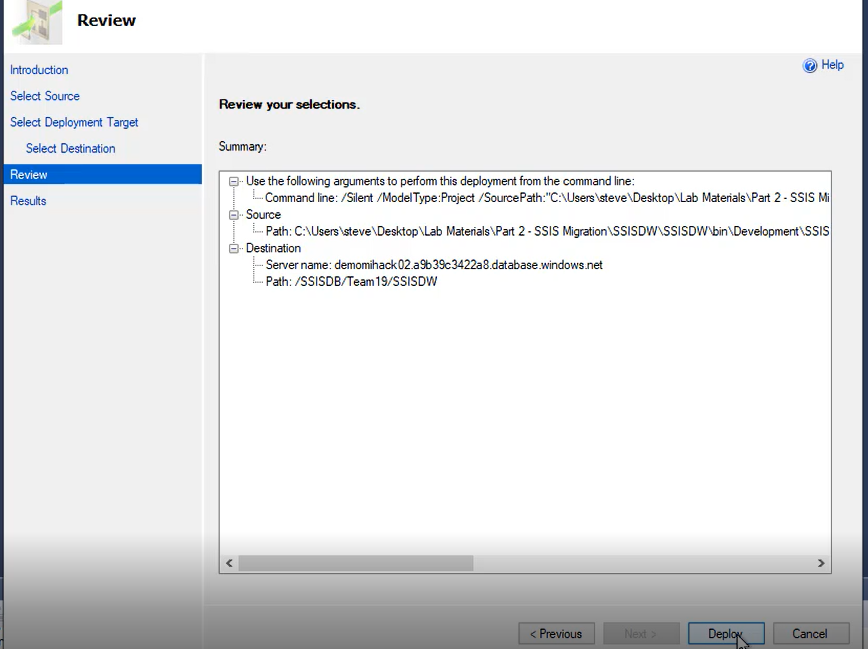 Review
Introduction
Help
Select Source
Select Deployment Target
Select Destination
Review
Results
Review your selections.
Summary:
Use the following arguments to perform this deployment from the command line:
Command line: /Silent /ModelType:Project /SourcePath:"C:\Users\steve\Desktop\Lab Materials\Part 2 - SSIS Mi
Source
Path: C:\Users\steve\Desktop\Lab Materials\Part 2 - SSIS Migration\SSISDW\SSISDW\bin\Development\SSIS
Destination
Server name: demomihack02.a9b39c3422a8.database.windows.net
Path: /SSISDB/Team19/SSISDW
< Previous
Next >
Deploy
Cancel